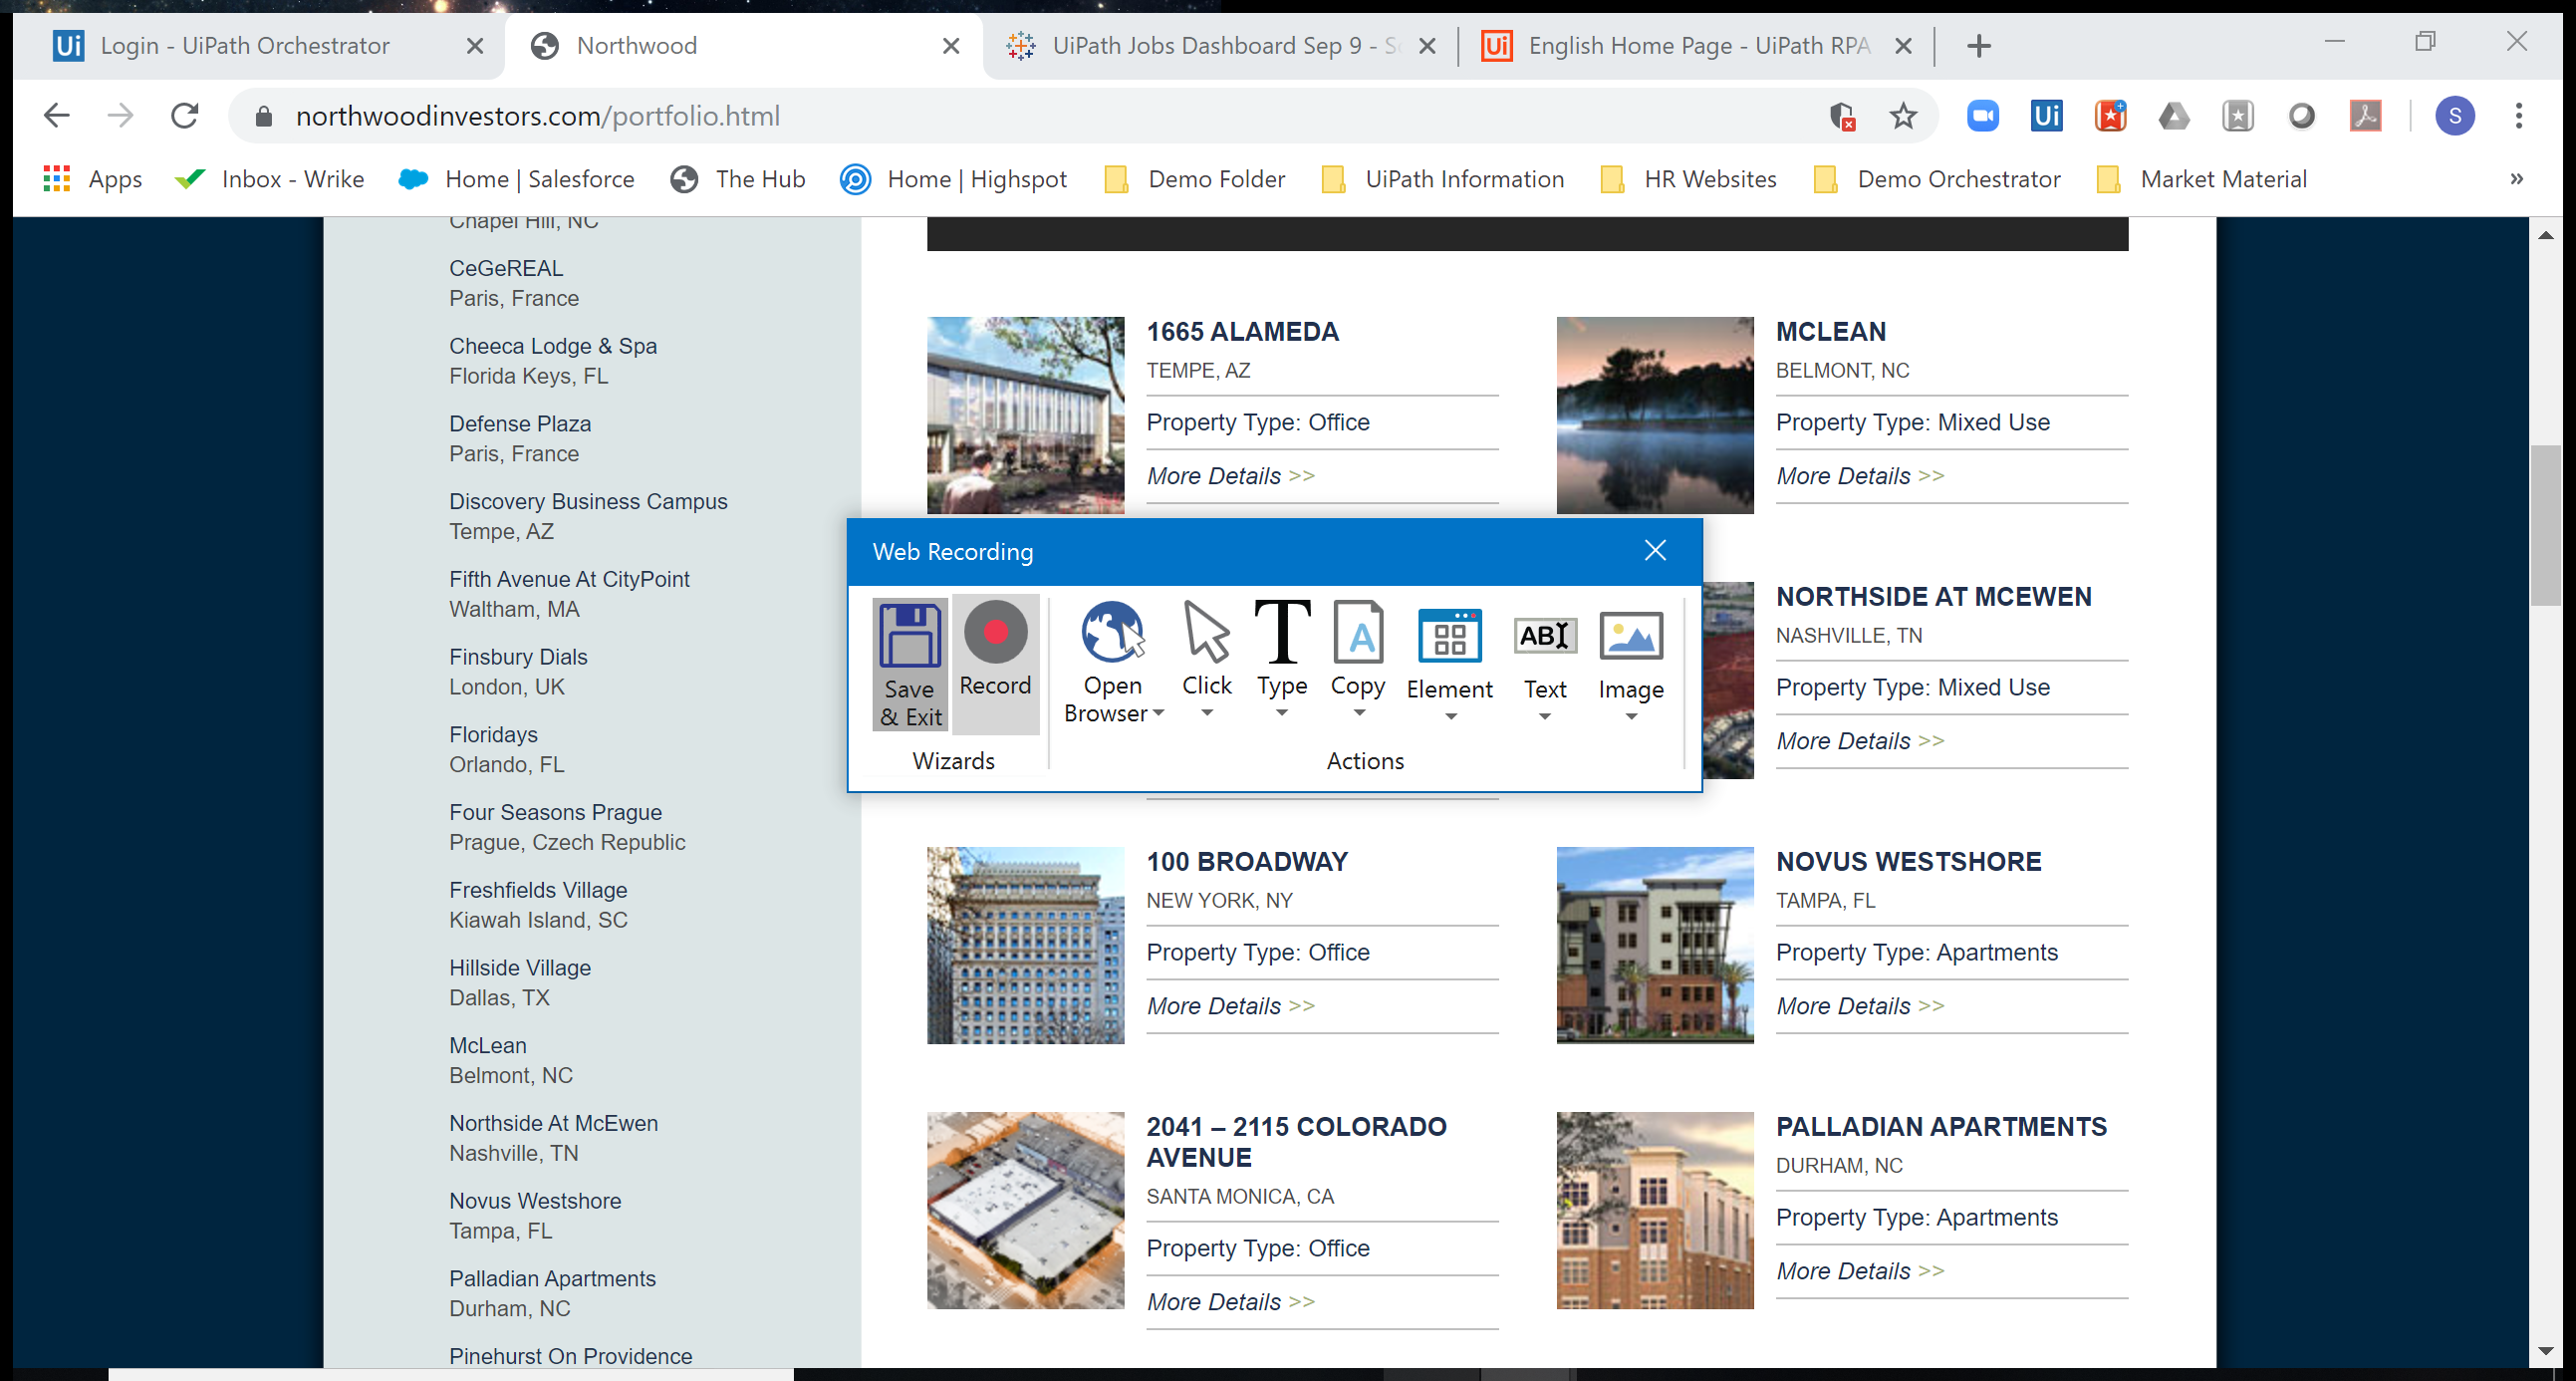 Login - UiPath Orchestrator
Northwood
UiPath Jobs Dashboard Sep 9 - S
English Home Page - UiPath RPA
northwoodinvestors.com/portfolio.html
S
Apps
Inbox - Wrike
Home | Salesforce
The Hub
Home | Highspot
Demo Folder
UiPath Information
HR Websites
Demo Orchestrator
Market Material
»
Chapel Hill, NC
CeGeREAL
Paris, France
Cheeca Lodge & Spa
Florida Keys, FL
Defense Plaza
Paris, France
Discovery Business Campus
Tempe, AZ
Fifth Avenue At CityPoint
Waltham, MA
Finsbury Dials
London, UK
Floridays
Orlando, FL
Four Seasons Prague
Prague, Czech Republic
Freshfields Village
Kiawah Island, SC
Hillside Village
Dallas, TX
McLean
Belmont, NC
Northside At McEwen
Nashville, TN
Novus Westshore
Tampa, FL
Palladian Apartments
Durham, NC
Pinehurst On Providence
1665 ALAMEDA
TEMPE, AZ
Property Type: Office
More Details >>
MCLEAN
BELMONT, NC
Property Type: Mixed Use
More Details >>
Web Recording
Save
& Exit
Record
Wizards
Open
Browser
Click
Type
Copy
Element
Text
Image
Actions
NORTHSIDE AT MCEWEN
NASHVILLE, TN
Property Type: Mixed Use
More Details >>
100 BROADWAY
NEW YORK, NY
Property Type: Office
More Details >>
NOVUS WESTSHORE
TAMPA, FL
Property Type: Apartments
More Details >>
2041 – 2115 COLORADO
AVENUE
SANTA MONICA, CA
Property Type: Office
More Details >>
PALLADIAN APARTMENTS
DURHAM, NC
Property Type: Apartments
More Details >>